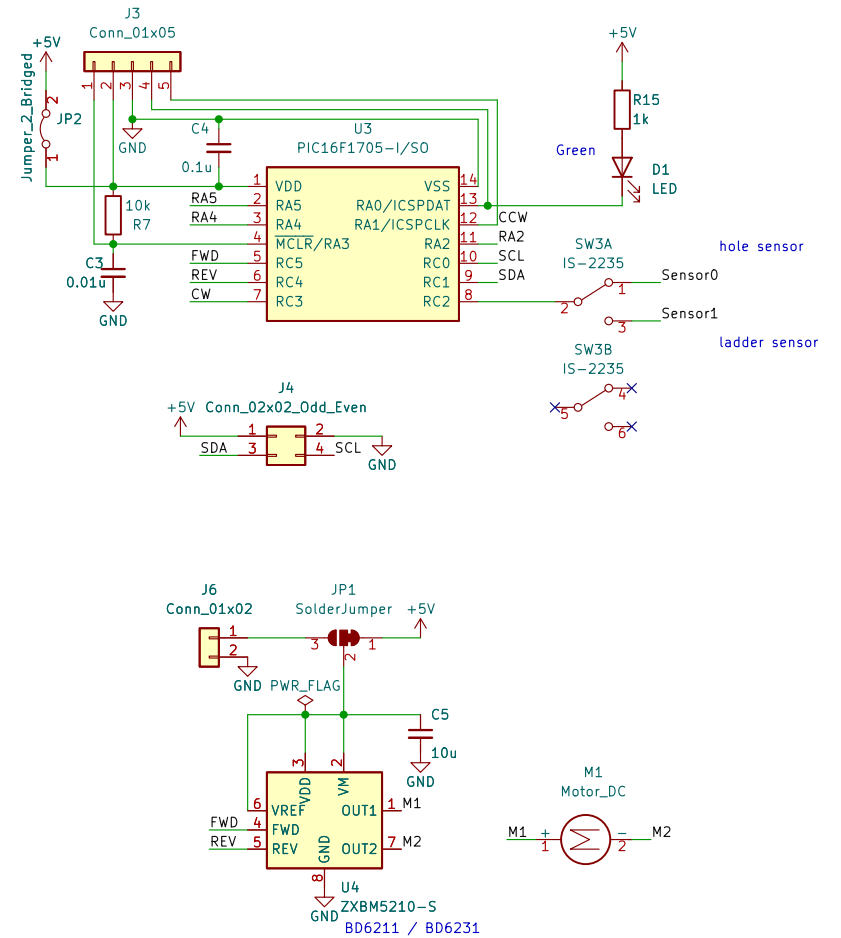 J3
Conn_01x05
+5V
1
2
3
4
5
Jumper_2_Bridged
2
JP2
1
GND
C4
0.1u
10k
R7
C3
0.01u
GND
U3
PIC16F1705-I/SO
1 VDD VSS 14
RA5 2 RA5 RA0/ICSPDAT 13
RA4 3 RA4 RA1/ICSPCLK 12 CCW
4 MCLR/RA3 RA2 11 RA2
FWD 5 RC5 RC0 10 SCL
REV 6 RC4 RC1 9 SDA
CW 7 RC3 RC2 8
+5V
R15
1k
Green
D1
LED
SW3A
IS-2235
hole sensor
1 Sensor0
2
3 Sensor1
ladder sensor
SW3B
IS-2235
4
5
6
J4
Conn_02x02_Odd_Even
+5V
1 2
SDA 3 4 SCL
GND
J6
Conn_01x02
1
2
GND
JP1
SolderJumper
3
2
1
+5V
PWR_FLAG
C5
10u
GND
3
VDD
2
VM
6 VREF OUT1 1 M1
FWD 4 FWD
REV 5 REV OUT2 7 M2
GND
8
GND
U4
ZXBM5210-S
BD6211 / BD6231
M1
Motor_DC
M1 + 1
- 2 M2